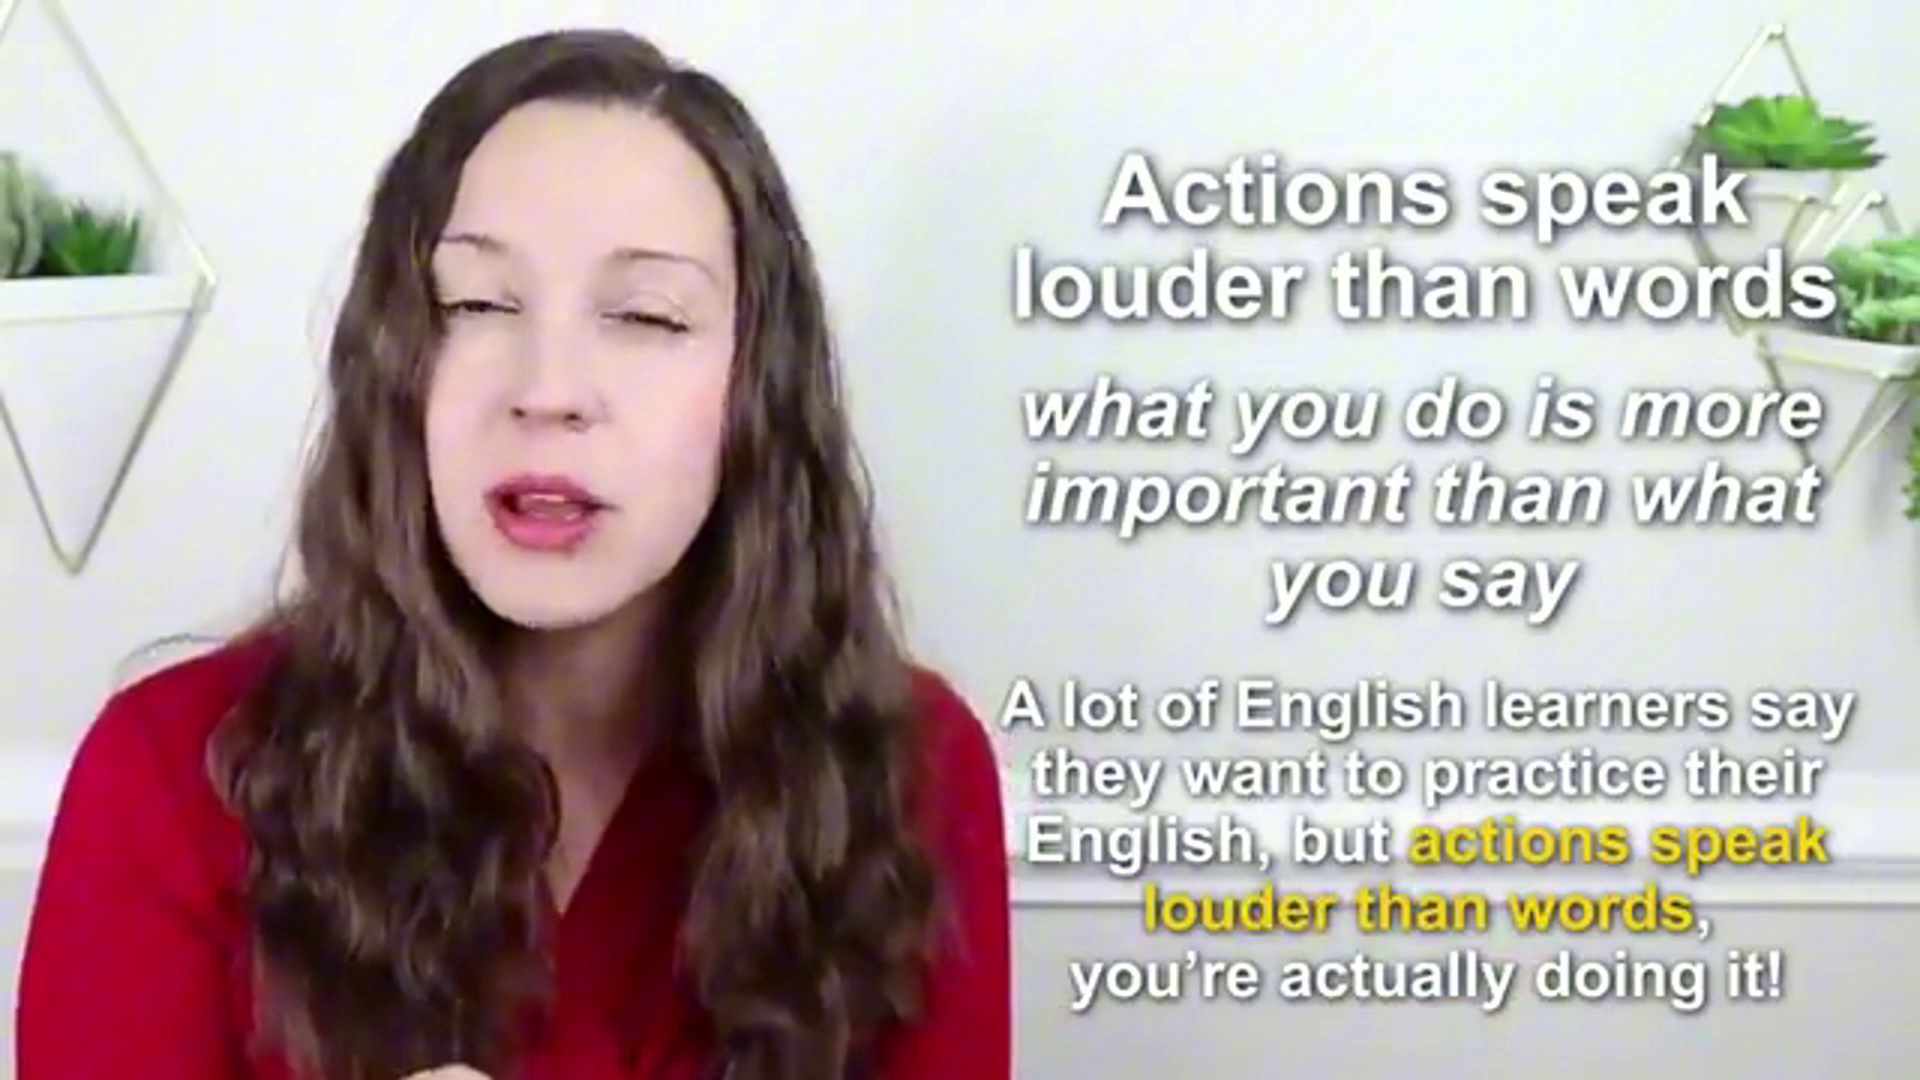 Actions speak
louder than words
what you do is more
important than what
you say
A lot of English learners say
they want to practice their
English, but actions speak
louder than words,
you’re actually doing it!